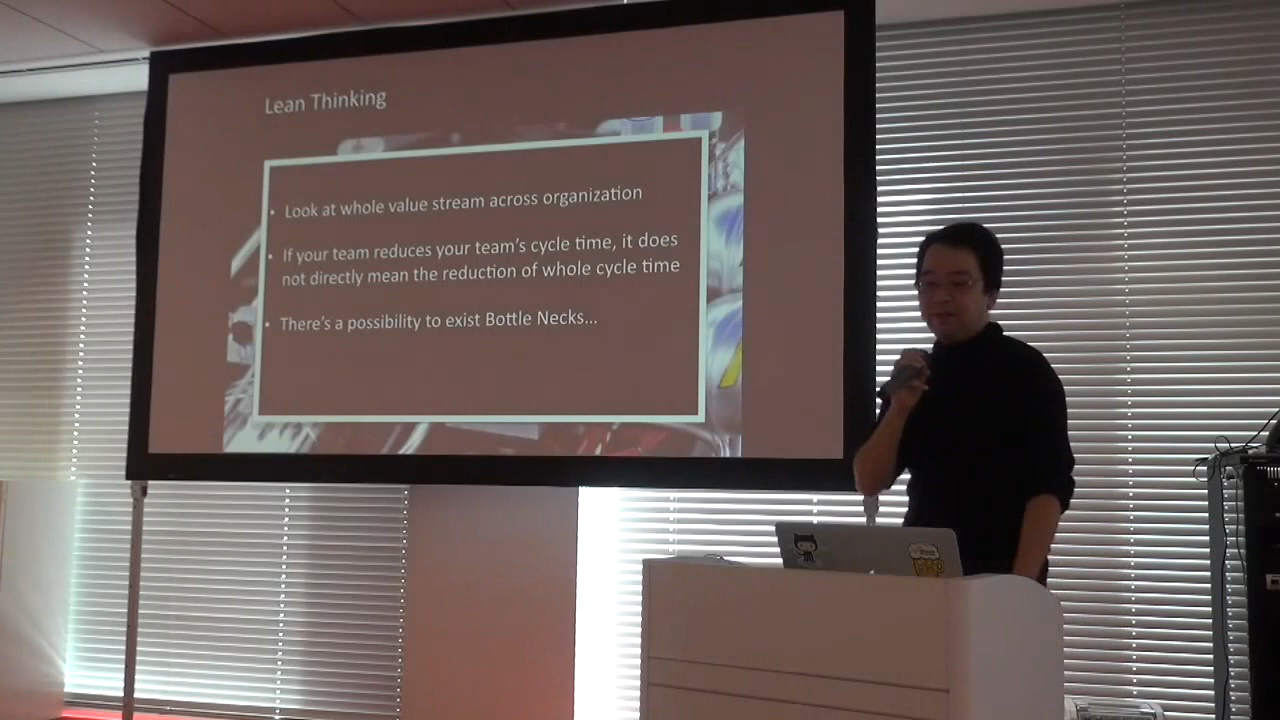 Lean Thinking
• Look at whole value stream across organization
• If your team reduces your team's cycle time, it does
not directly mean the reduction of whole cycle time
• There's a possibility to exist Bottle Necks...